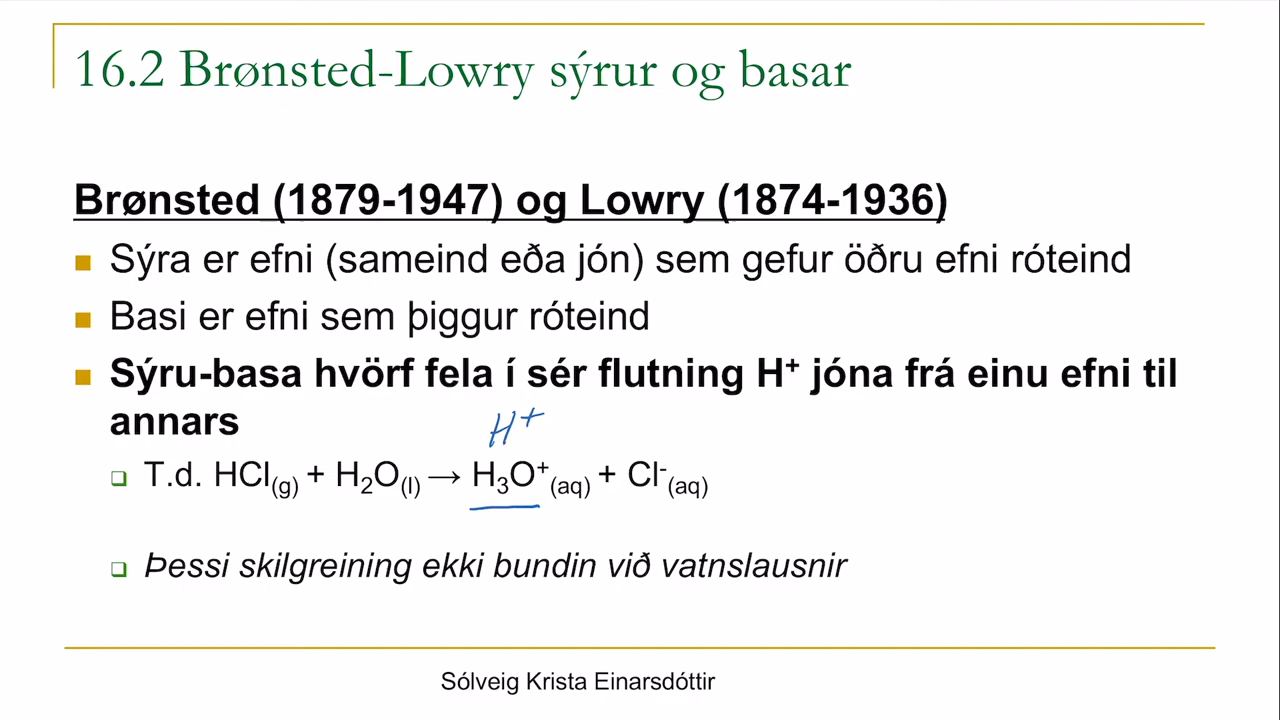 16.2 Brønsted-Lowry sýrur og basar
Brønsted (1879-1947) og Lowry (1874-1936)
Sýra er efni (sameind eða jón) sem gefur öðru efni róteind
Basi er efni sem þiggur róteind
Sýru-basa hvörf fela í sér flutning H⁺ jóna frá einu efni til
annars
H⁺
T.d. HCl(g) + H₂O(l) → H₃O⁺(aq) + Cl⁻(aq)
Þessi skilgreining ekki bundin við vatnslausnir
Sólveig Krista Einarsdóttir